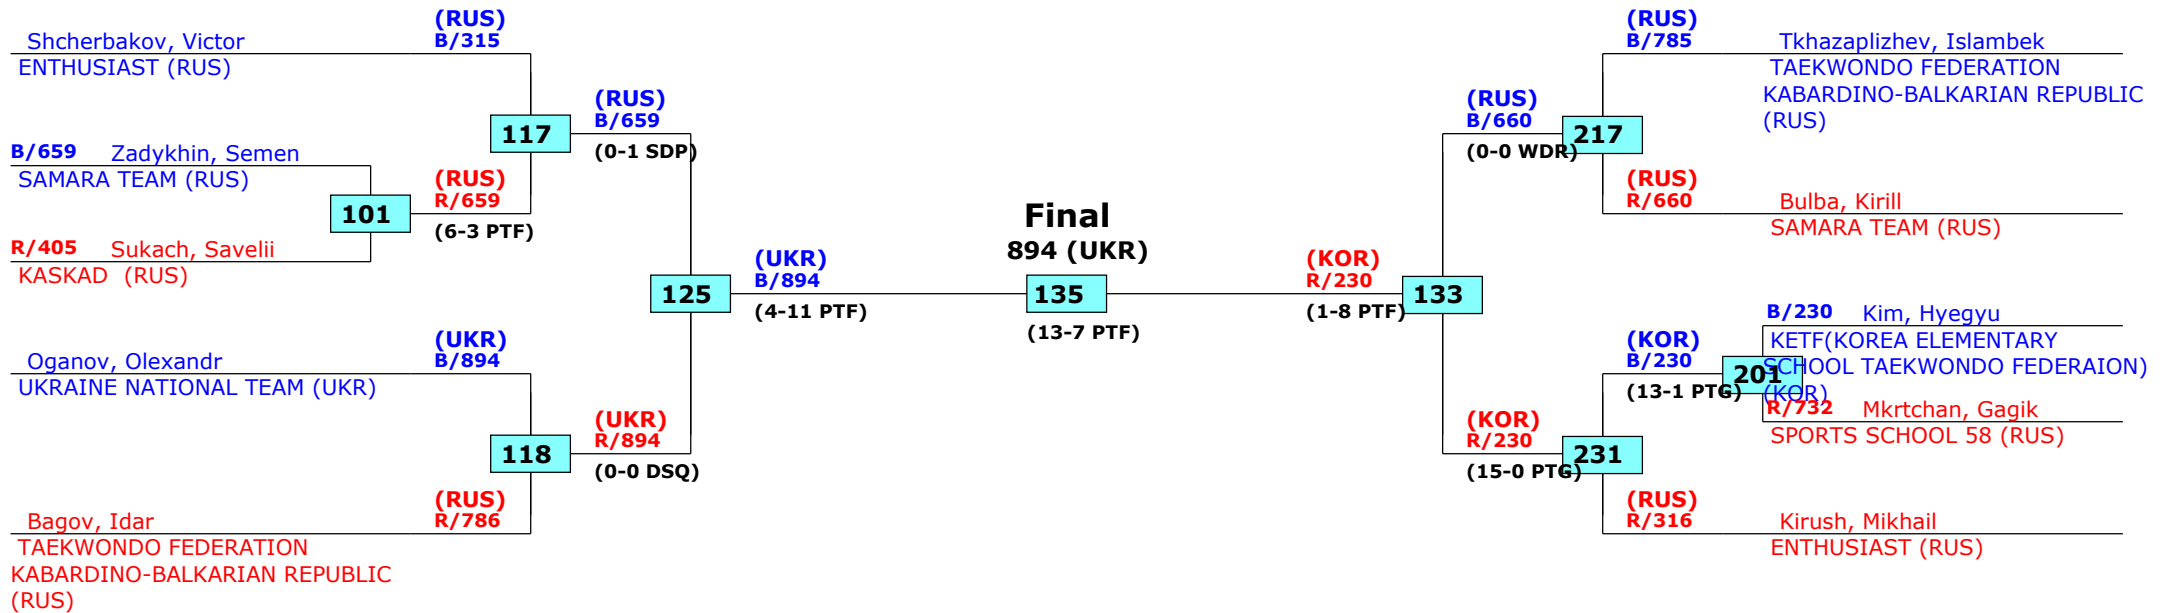 (RUS)
Shcherbakov, Victor
B/315
ENTHUSIAST (RUS)
(RUS)
117
B/659
(0-1 SDP)
B/659
Zadykhin, Semen
SAMARA TEAM (RUS)
(RUS)
R/659
101
(6-3 PTF)
R/405
Sukach, Savelii
KASKAD (RUS)
125
(UKR)
B/894
(4-11 PTF)
(UKR)
Oganov, Olexandr
B/894
UKRAINE NATIONAL TEAM (UKR)
(UKR)
R/894
118
(0-0 DSQ)
(RUS)
Bagov, Idar
R/786
TAEKWONDO FEDERATION
KABARDINO-BALKARIAN REPUBLIC
(RUS)
Final
894 (UKR)
135
(13-7 PTF)
(KOR)
R/230
133
(1-8 PTF)
(RUS)
B/785
Tkhazaplizhev, Islambek
TAEKWONDO FEDERATION
KABARDINO-BALKARIAN REPUBLIC
(RUS)
(RUS)
B/660
217
(0-0 WDR)
(RUS)
R/660
Bulba, Kirill
SAMARA TEAM (RUS)
B/230
Kim, Hyegyu
KETF(KOREA ELEMENTARY
SCHOOL TAEKWONDO FEDERAION)
(KOR)
(KOR)
B/230
201
(13-1 PTG)
R/732
Mkrtchan, Gagik
SPORTS SCHOOL 58 (RUS)
(KOR)
R/230
231
(15-0 PTG)
(RUS)
R/316
Kirush, Mikhail
ENTHUSIAST (RUS)